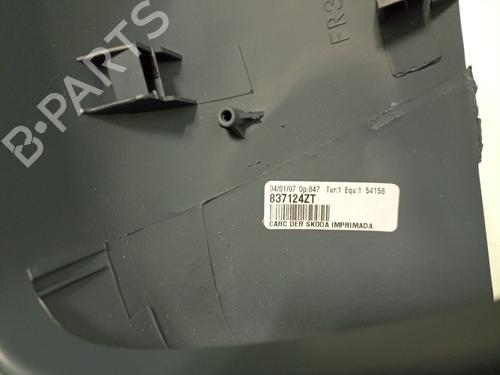 B-PARTS
FR3
04/01/07 Op:847 Tur:1 Equ:1 54156
837124ZT
CARC DER SKODA IMPRIMADA